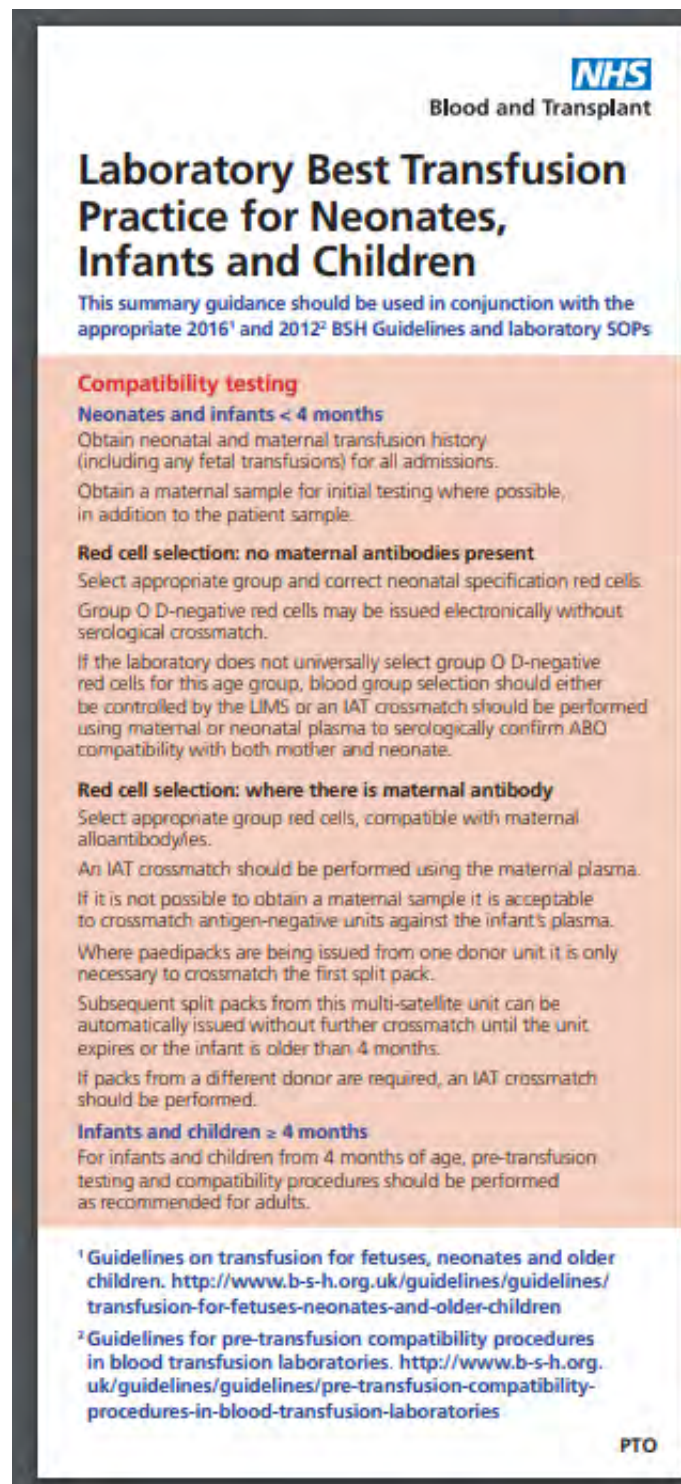 NHS
Blood and Transplant
Laboratory Best Transfusion
Practice for Neonates,
Infants and Children
This summary guidance should be used in conjunction with the
appropriate 2016¹ and 2012² BSH Guidelines and laboratory SOPs
Compatibility testing
Neonates and infants < 4 months
Obtain neonatal and maternal transfusion history
(including any fetal transfusions) for all admissions.
Obtain a maternal sample for initial testing where possible,
in addition to the patient sample.
Red cell selection: no maternal antibodies present
Select appropriate group and correct neonatal specification red cells.
Group O D-negative red cells may be issued electronically without
serological crossmatch.
If the laboratory does not universally select group O D-negative
red cells for this age group, blood group selection should either
be controlled by the LIMS or an IAT crossmatch should be performed
using maternal or neonatal plasma to serologically confirm ABO
compatibility with both mother and neonate.
Red cell selection: where there is maternal antibody
Select appropriate group red cells, compatible with maternal
alloantibody/ies.
An IAT crossmatch should be performed using the maternal plasma.
If it is not possible to obtain a maternal sample it is acceptable
to crossmatch antigen-negative units against the infant's plasma.
Where paedipacks are being issued from one donor unit it is only
necessary to crossmatch the first split pack.
Subsequent split packs from this multi-satellite unit can be
automatically issued without further crossmatch until the unit
expires or the infant is older than 4 months.
If packs from a different donor are required, an IAT crossmatch
should be performed.
Infants and children ≥ 4 months
For infants and children from 4 months of age, pre-transfusion
testing and compatibility procedures should be performed
as recommended for adults.
¹ Guidelines on transfusion for fetuses, neonates and older
children. http://www.b-s-h.org.uk/guidelines/guidelines/
transfusion-for-fetuses-neonates-and-older-children
² Guidelines for pre-transfusion compatibility procedures
in blood transfusion laboratories. http://www.b-s-h.org.
uk/guidelines/guidelines/pre-transfusion-compatibility-
procedures-in-blood-transfusion-laboratories
PTO